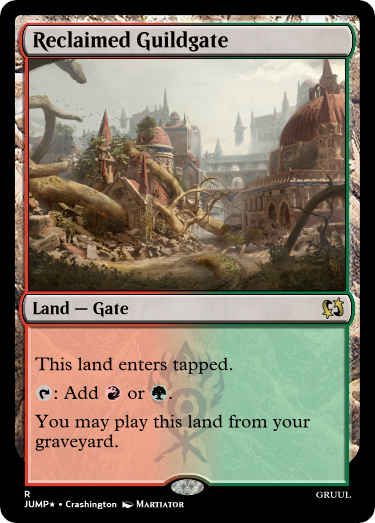 Reclaimed Guildgate
Land — Gate
This land enters tapped.
: Add or .
You may play this land from your
graveyard.
R
JUMP★ • Crashington Martiator
GRUUL